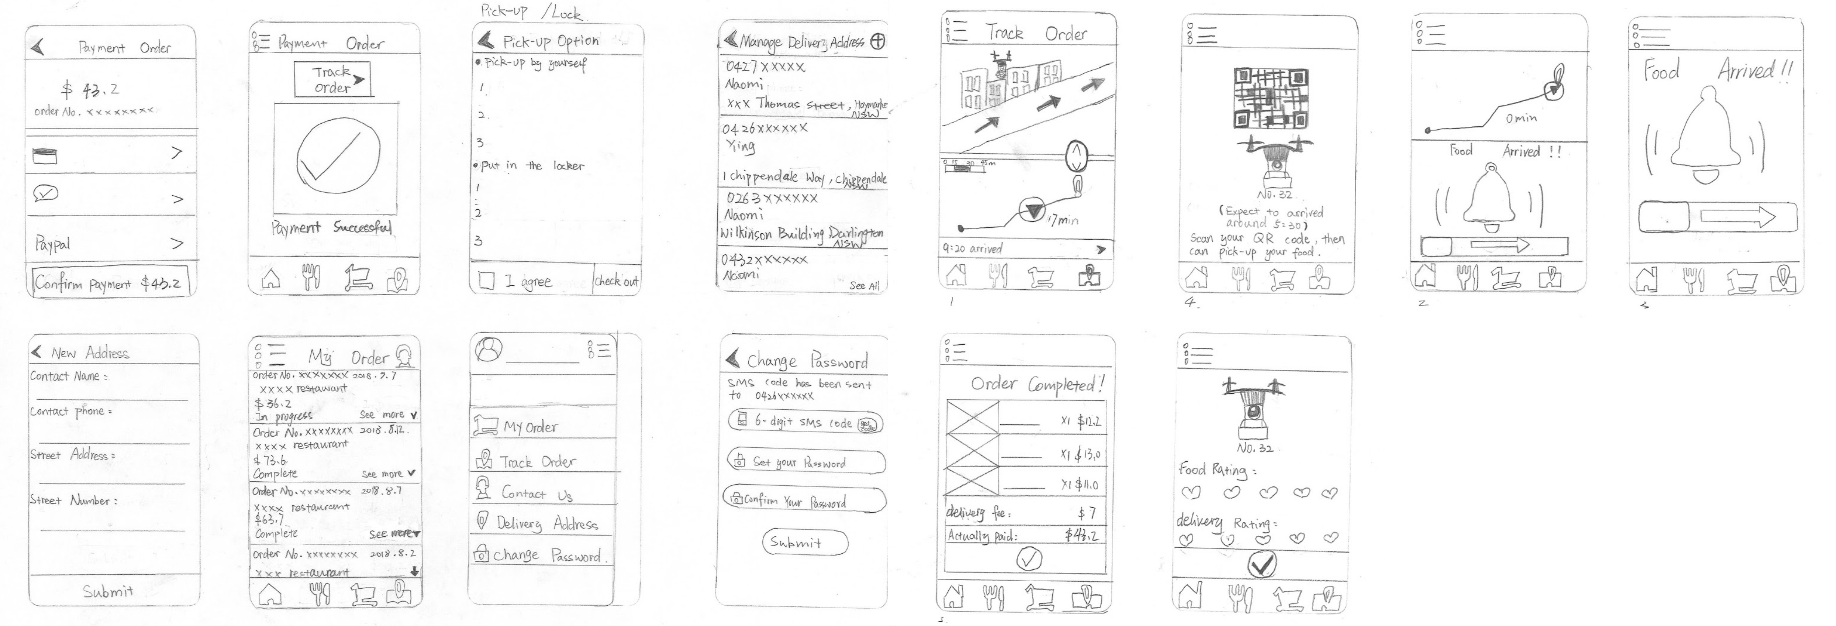 Pick-up /Lock
Payment Order
$ 43.2
order No. xxxxxxxx
Paypal
Confirm payment $43.2
Payment Order
Track
order
Payment Successful
Pick-up Option
• Pick-up by yourself
1
2.
3
• Put in the locker
1
2
3
I agree
check out
Manage Delivery Address
0427xxxxx
Naomi
xxx Thomas street, Haymarket
NSW
0426xxxxxx
Ying
1 chippendale Way, chippendale
NSW
0263xxxxxx
Naomi
Wilkinson Building Darlington
NSW
0432xxxxxx
Naomi
See All
Track Order
0 15 30 45m
17min
9:20 arrived
1
No.32
(Expect to arrived
around 5:30)
Scan your QR code, then
can pick-up your food.
4
0min
Food Arrived !!
2
Food Arrived!!
New Address
Contact Name:
Contact phone:
Street Address:
Street Number:
Submit
My Order
Order No. xxxxxxx 2018.9.7
xxxx restaurant
$36.2
In progress See more
Order No. xxxxxxxx 2018.8.12
xxxx restaurant
$73.6
Complete See more
Order No. xxxxxxxx 2018.8.7
xxxx restaurant
$63.7
Complete See more
Order No. xxxxxxxx 2018.8.2
xxx restaurant
My Order
Track Order
Contact Us
Delivery Address
Change Password.
Change Password
SMS code has been sent
to 0426xxxxxx
6-digit SMS code
Set your Password
Confirm Your Password
Submit
Order Completed!
x1 $12.2
x1 $13.0
x1 $11.0
delivery fee: $7
Actually paid: $43.2
No.32
Food Rating:
delivery Rating: